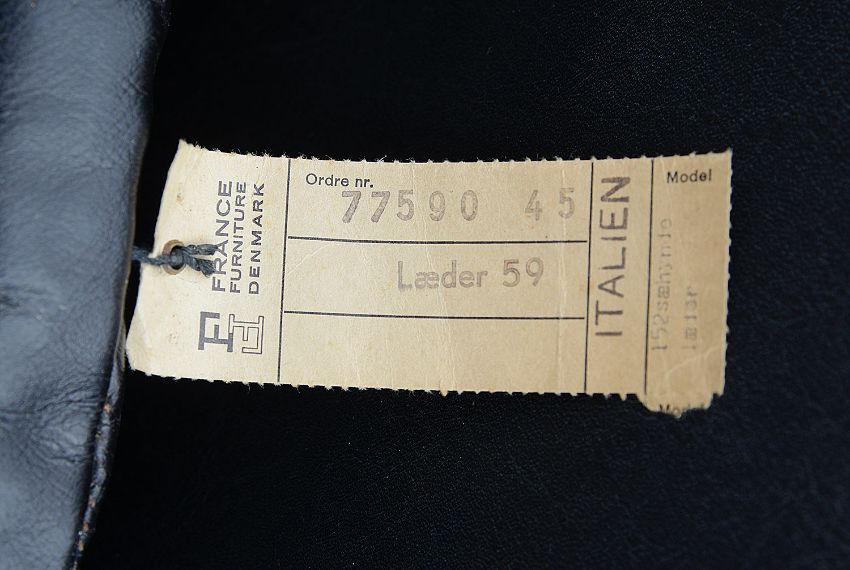 FRANCE
FURNITURE
DENMARK
Ordre nr.
77590 45
Læder 59
ITALIEN
Model